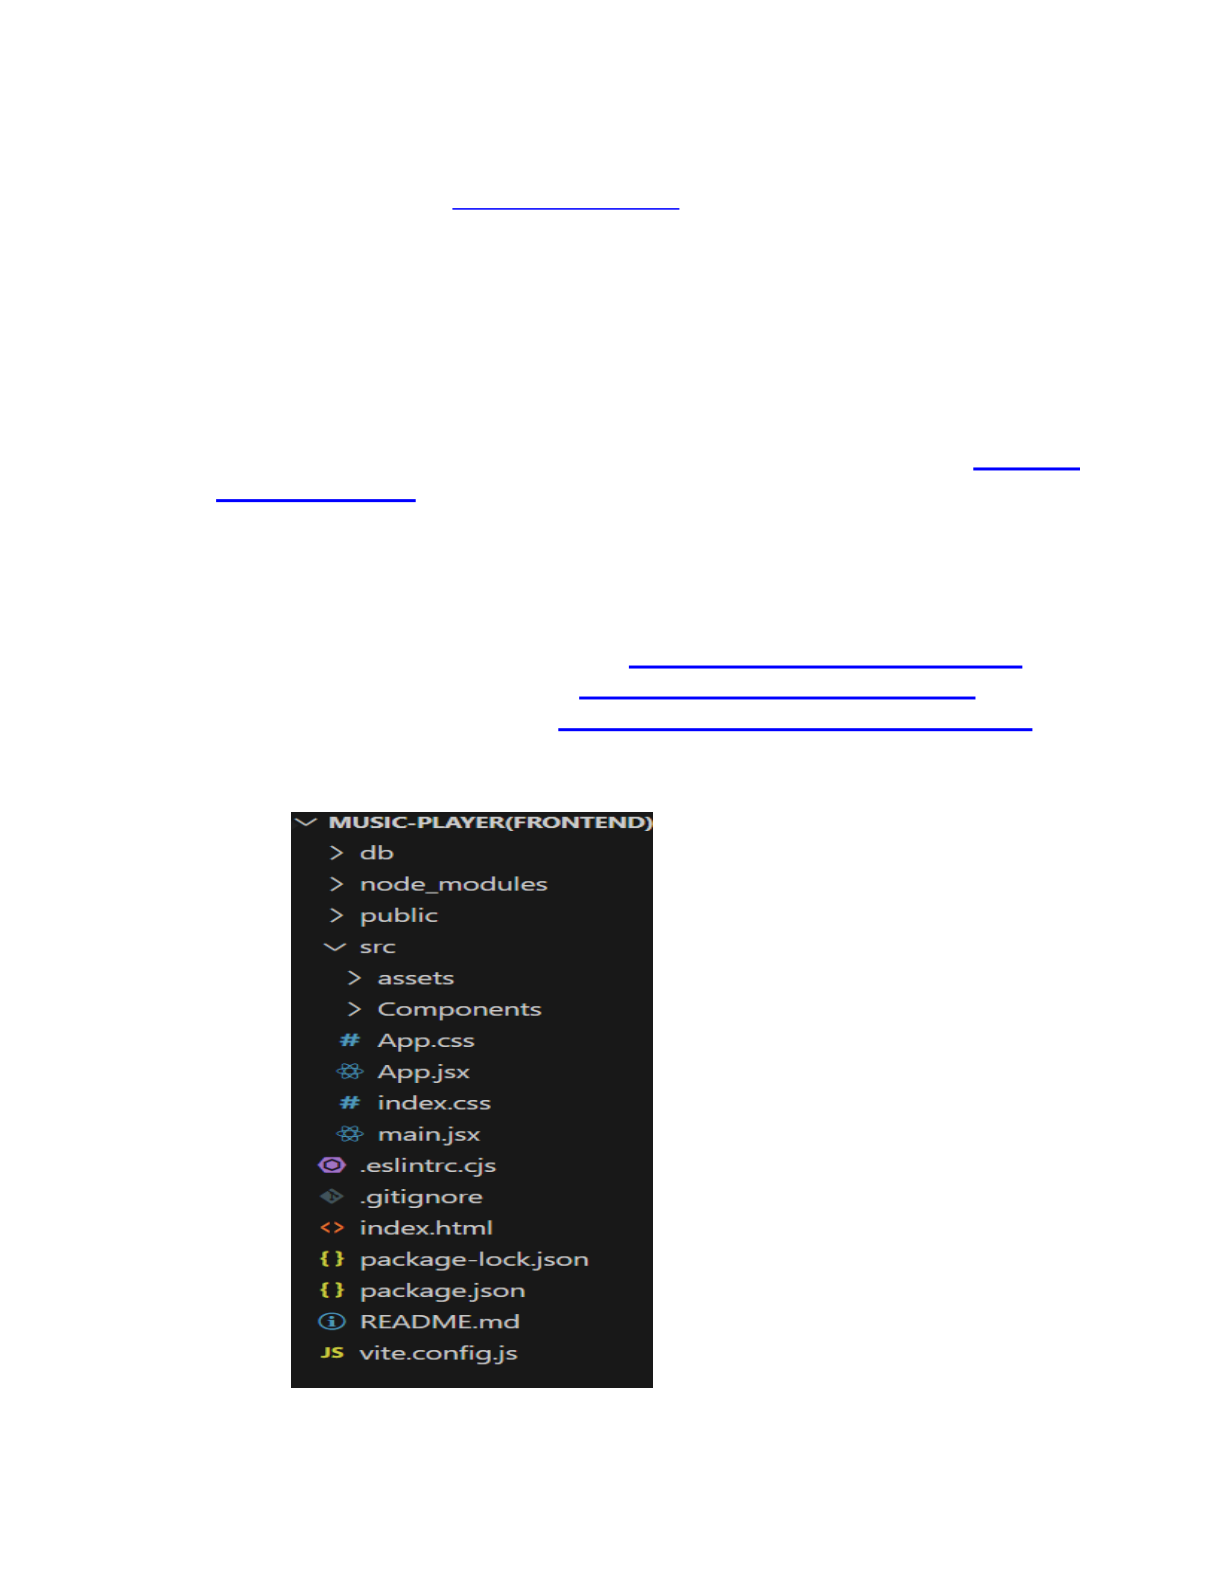 MUSIC-PLAYER(FRONTEND)
db
node_modules
public
src
assets
Components
# App.css
App.jsx
# index.css
main.jsx
.eslintrc.cjs
.gitignore
<> index.html
{} package-lock.json
{} package.json
README.md
JS vite.config.js